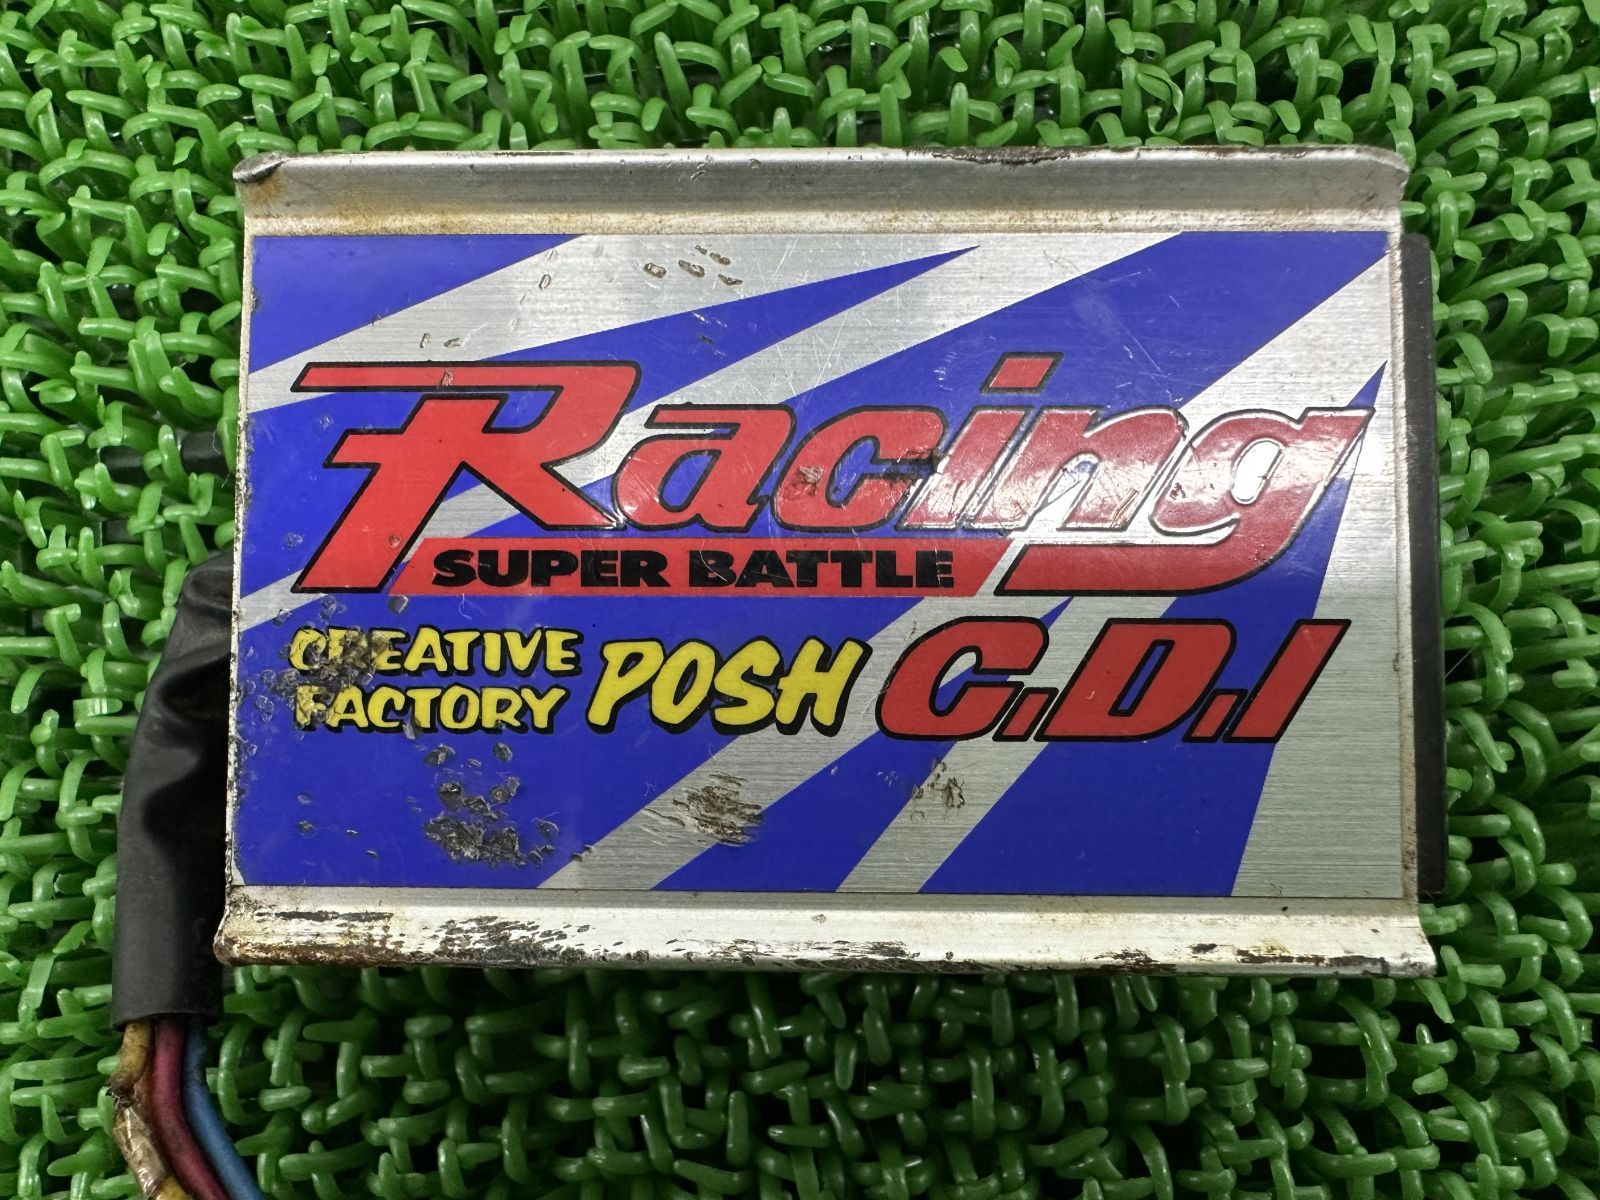 Racing
SUPER BATTLE
CREATIVE
FACTORY
POSH C.D.I